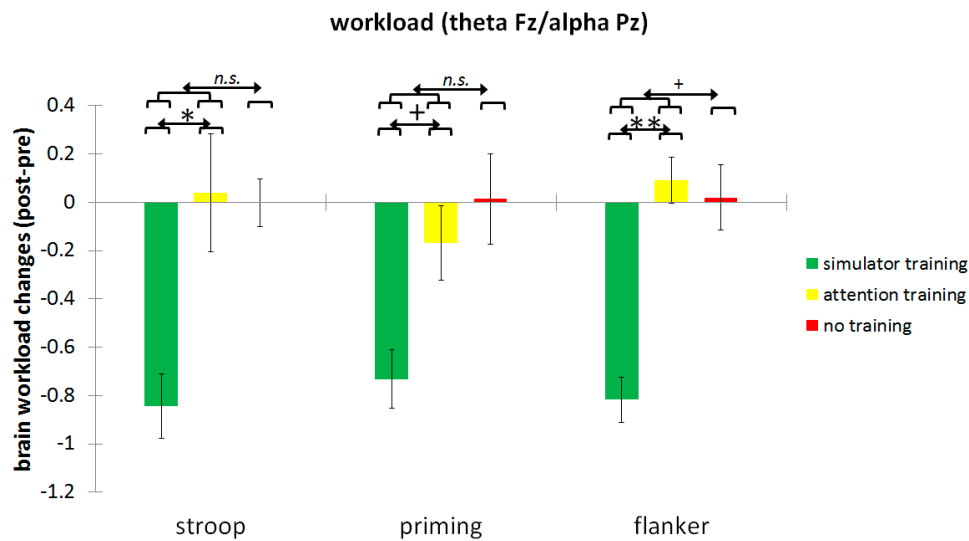 workload (theta Fz/alpha Pz)
n.s.
n.s.
+
*
+
**
brain workload changes (post-pre)
0.4
0.2
0
-0.2
-0.4
-0.6
-0.8
-1
-1.2
stroop
priming
flanker
simulator training
attention training
no training